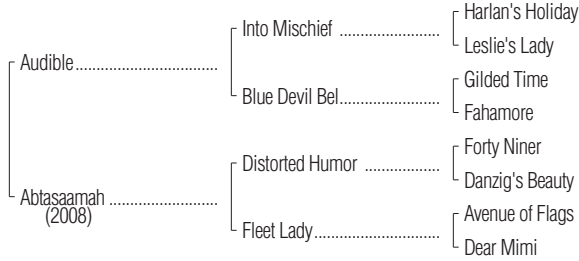 Harlan's Holiday
Into Mischief ......................
Leslie's Lady
Audible................................
Gilded Time
Blue Devil Bel......................
Fahamore
Forty Niner
Distorted Humor ................
Danzig's Beauty
Abtasaamah ........................
(2008)
Avenue of Flags
Fleet Lady............................
Dear Mimi